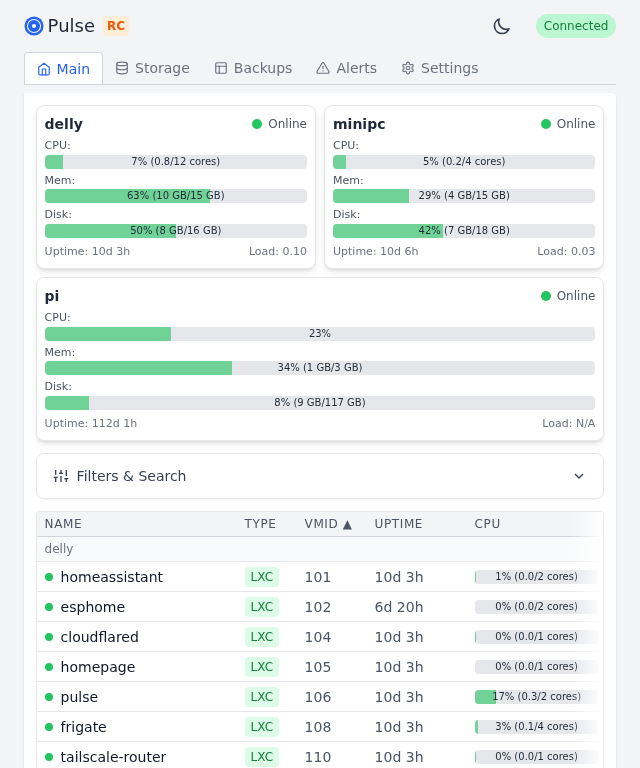 Pulse RC
Connected
Main Storage Backups Alerts Settings
delly Online
CPU:
7% (0.8/12 cores)
Mem:
63% (10 GB/15 GB)
Disk:
50% (8 GB/16 GB)
Uptime: 10d 3h Load: 0.10
minipc Online
CPU:
5% (0.2/4 cores)
Mem:
29% (4 GB/15 GB)
Disk:
42% (7 GB/18 GB)
Uptime: 10d 6h Load: 0.03
pi Online
CPU:
23%
Mem:
34% (1 GB/3 GB)
Disk:
8% (9 GB/117 GB)
Uptime: 112d 1h Load: N/A
Filters & Search
NAME TYPE VMID ▲ UPTIME CPU
delly
homeassistant LXC 101 10d 3h 1% (0.0/2 cores)
esphome LXC 102 6d 20h 0% (0.0/2 cores)
cloudflared LXC 104 10d 3h 0% (0.0/1 cores)
homepage LXC 105 10d 3h 0% (0.0/1 cores)
pulse LXC 106 10d 3h 17% (0.3/2 cores)
frigate LXC 108 10d 3h 3% (0.1/4 cores)
tailscale-router LXC 110 10d 3h 0% (0.0/1 cores)